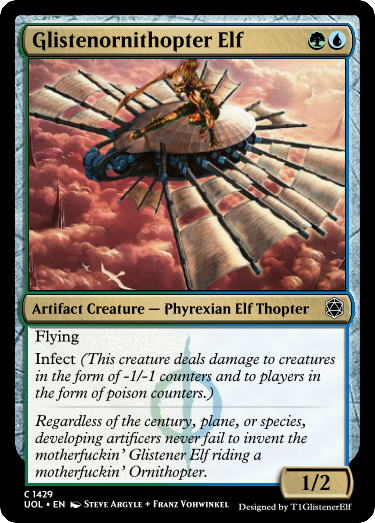 Glistenornithopter Elf
Artifact Creature — Phyrexian Elf Thopter
Flying
Infect (This creature deals damage to creatures
in the form of -1/-1 counters and to players
in the form of poison counters.)
Regardless of the century, plane, or species,
developing artificers never fail to invent the
motherfuckin' Glistener Elf riding a
motherfuckin' Ornithopter.
1/2
C 1429
UOL • EN Steve Argyle + Franz Vohwinkel
Designed by T1GlistenerElf